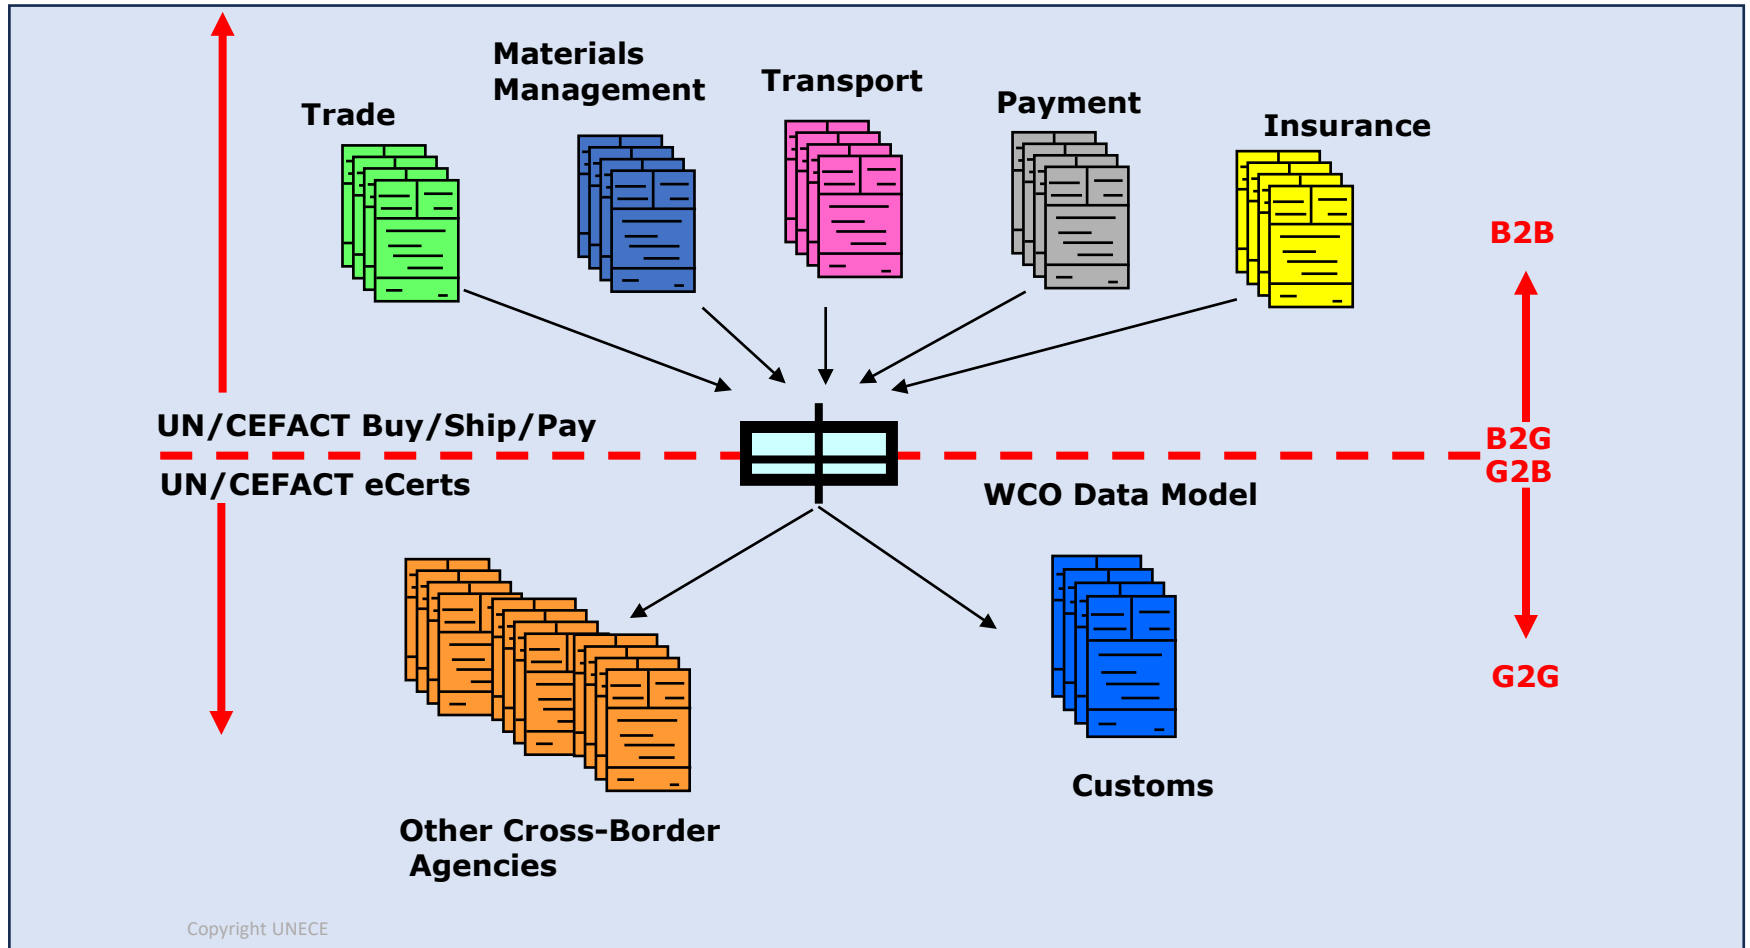 Materials
Management
Transport
Payment
Trade
Insurance
B2B
UN/CEFACT Buy/Ship/Pay
B2G
G2B
UN/CEFACT eCerts
WCO Data Model
G2G
Customs
Other Cross-Border
Agencies
Copyright UNECE